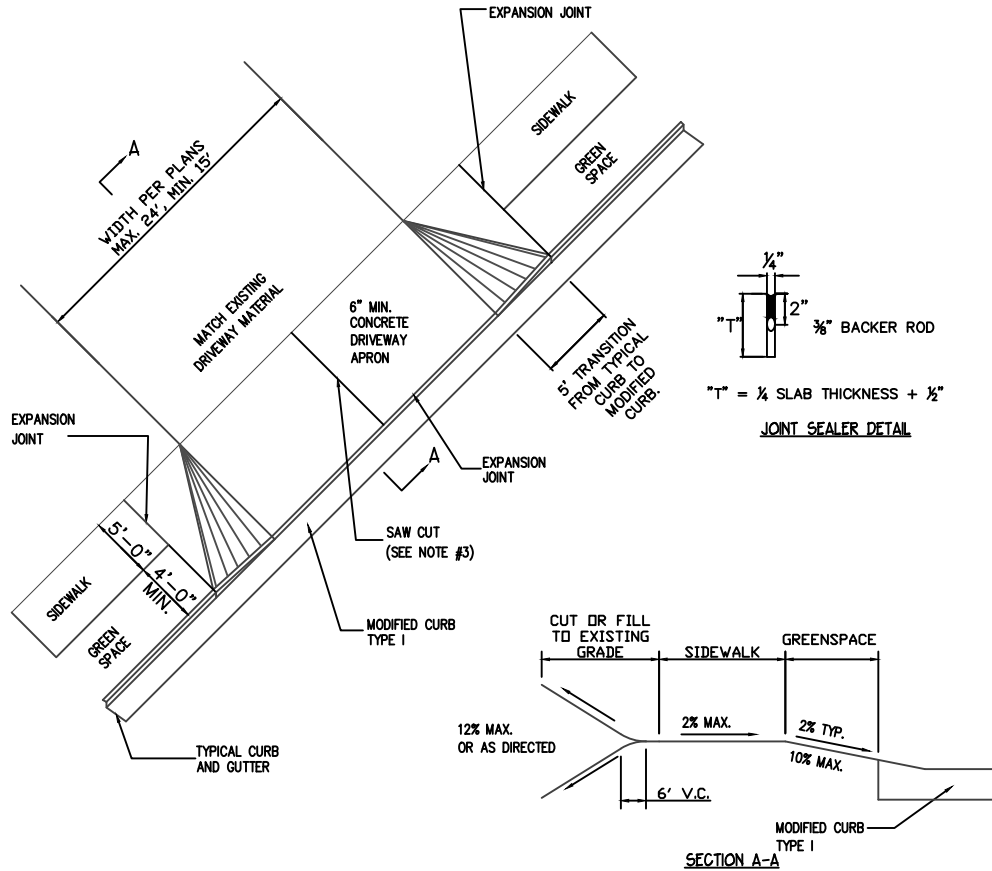 EXPANSION JOINT
SIDEWALK
GREEN
SPACE
A
WIDTH PER PLANS
MAX. 24', MIN. 15'
MATCH EXISTING
DRIVEWAY MATERIAL
6" MIN.
CONCRETE
DRIVEWAY
APRON
5' TRANSITION
FROM TYPICAL
CURB TO
MODIFIED
CURB.
1/4"
"T"
2"
3/8" BACKER ROD
"T" = 1/4 SLAB THICKNESS + 1/2"
JOINT SEALER DETAIL
EXPANSION
JOINT
A
EXPANSION
JOINT
5'-0"
4'-0"
MIN.
SAW CUT
(SEE NOTE #3)
SIDEWALK
GREEN
SPACE
MODIFIED CURB
TYPE I
TYPICAL CURB
AND GUTTER
CUT OR FILL
TO EXISTING
GRADE
SIDEWALK
GREENSPACE
12% MAX.
OR AS DIRECTED
2% MAX.
2% TYP.
10% MAX.
6' V.C.
MODIFIED CURB
TYPE I
SECTION A-A